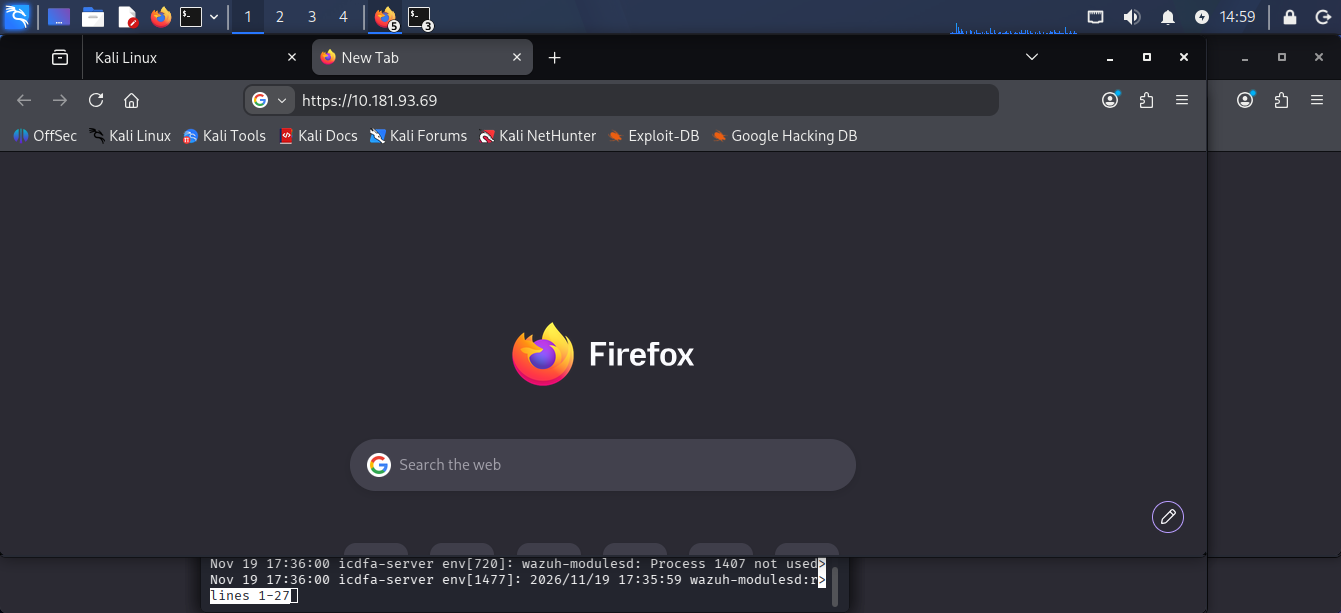 1 2 3 4 5 3 14:59
Kali Linux New Tab
https://10.181.93.69
OffSec Kali Linux Kali Tools Kali Docs Kali Forums Kali NetHunter Exploit-DB Google Hacking DB
Firefox
Search the web
Nov 19 17:36:00 icdfa-server env[720]: wazuh-modulesd: Process 1407 not used>
Nov 19 17:36:00 icdfa-server env[1477]: 2026/11/19 17:35:59 wazuh-modulesd:r>
lines 1-27